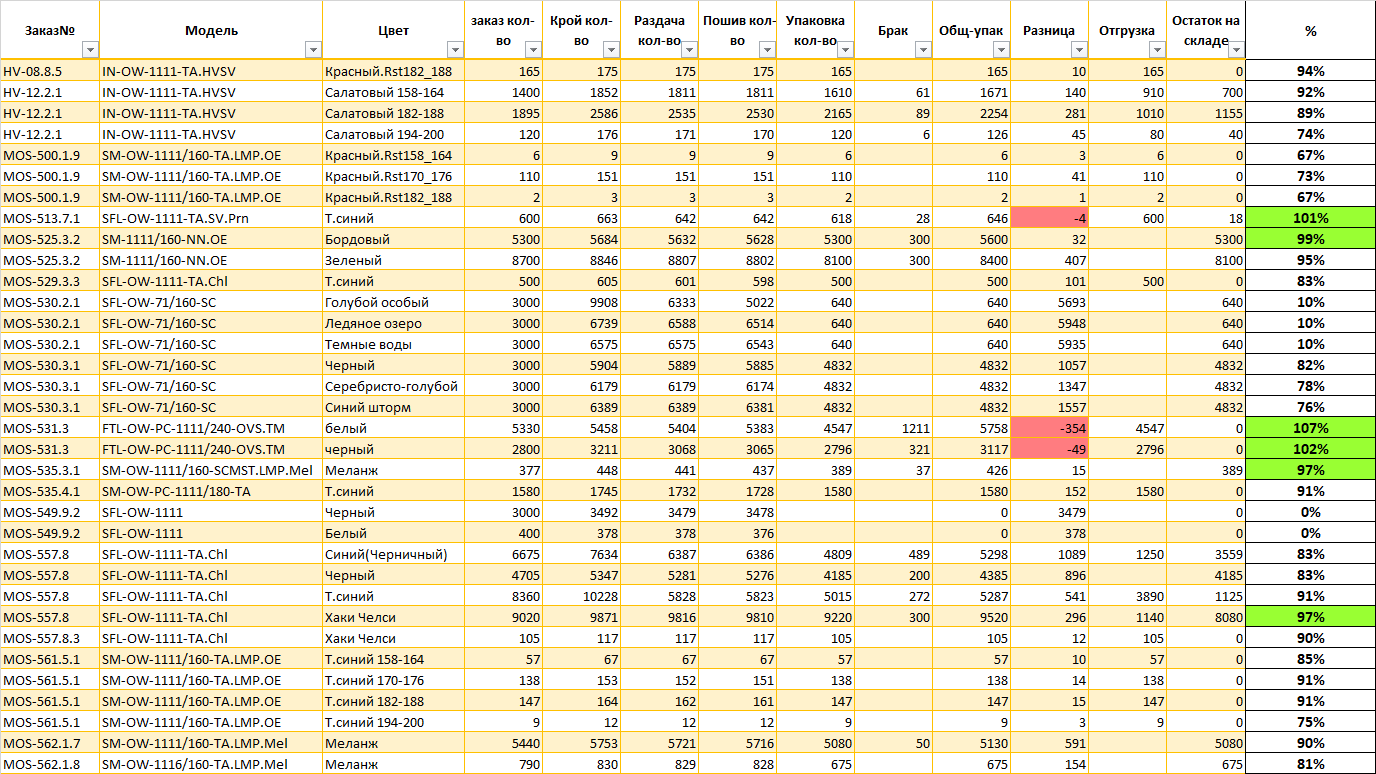 Заказ№ Модель Цвет заказ кол-во Крой кол-во Раздача кол-во Пошив кол-во Упаковка кол-во Брак Общ-упак Разница Отгрузка Остаток на складе %
HV-08.8.5 IN-OW-1111-TA.HVSV Красный.Rst182_188 165 175 175 175 165 165 10 165 0 94%
HV-12.2.1 IN-OW-1111-TA.HVSV Салатовый 158-164 1400 1852 1811 1811 1610 61 1671 140 910 700 92%
HV-12.2.1 IN-OW-1111-TA.HVSV Салатовый 182-188 1895 2586 2535 2530 2165 89 2254 281 1010 1155 89%
HV-12.2.1 IN-OW-1111-TA.HVSV Салатовый 194-200 120 176 171 170 120 6 126 45 80 40 74%
MOS-500.1.9 SM-OW-1111/160-TA.LMP.OE Красный.Rst158_164 6 9 9 9 6 6 3 6 0 67%
MOS-500.1.9 SM-OW-1111/160-TA.LMP.OE Красный.Rst170_176 110 151 151 151 110 110 41 110 0 73%
MOS-500.1.9 SM-OW-1111/160-TA.LMP.OE Красный.Rst182_188 2 3 3 3 2 2 1 2 0 67%
MOS-513.7.1 SFL-OW-1111-TA.SV.Prn Т.синий 600 663 642 642 618 28 646 -4 600 18 101%
MOS-525.3.2 SM-1111/160-NN.OE Бордовый 5300 5684 5632 5628 5300 300 5600 32 5300 99%
MOS-525.3.2 SM-1111/160-NN.OE Зеленый 8700 8846 8807 8802 8100 300 8400 407 8100 95%
MOS-529.3.3 SFL-OW-1111-TA.Chl Т.синий 500 605 601 598 500 500 101 500 0 83%
MOS-530.2.1 SFL-OW-71/160-SC Голубой особый 3000 9908 6333 5022 640 640 5693 640 10%
MOS-530.2.1 SFL-OW-71/160-SC Ледяное озеро 3000 6739 6588 6514 640 640 5948 640 10%
MOS-530.2.1 SFL-OW-71/160-SC Темные воды 3000 6575 6575 6543 640 640 5935 640 10%
MOS-530.3.1 SFL-OW-71/160-SC Черный 3000 5904 5889 5885 4832 4832 1057 4832 82%
MOS-530.3.1 SFL-OW-71/160-SC Серебристо-голубой 3000 6179 6179 6174 4832 4832 1347 4832 78%
MOS-530.3.1 SFL-OW-71/160-SC Синий шторм 3000 6389 6389 6381 4832 4832 1557 4832 76%
MOS-531.3 FTL-OW-PC-1111/240-OVS.TM белый 5330 5458 5404 5383 4547 1211 5758 -354 4547 0 107%
MOS-531.3 FTL-OW-PC-1111/240-OVS.TM черный 2800 3211 3068 3065 2796 321 3117 -49 2796 0 102%
MOS-535.3.1 SM-OW-1111/160-SCMST.LMP.Mel Меланж 377 448 441 437 389 37 426 15 389 97%
MOS-535.4.1 SM-OW-PC-1111/180-TA Т.синий 1580 1745 1732 1728 1580 1580 152 1580 0 91%
MOS-549.9.2 SFL-OW-1111 Черный 3000 3492 3479 3478 0 3479 0%
MOS-549.9.2 SFL-OW-1111 Белый 400 378 378 376 0 378 0%
MOS-557.8 SFL-OW-1111-TA.Chl Синий(Черничный) 6675 7634 6387 6386 4809 489 5298 1089 1250 3559 83%
MOS-557.8 SFL-OW-1111-TA.Chl Черный 4705 5347 5281 5276 4185 200 4385 896 4185 83%
MOS-557.8 SFL-OW-1111-TA.Chl Т.синий 8360 10228 5828 5823 5015 272 5287 541 3890 1125 91%
MOS-557.8 SFL-OW-1111-TA.Chl Хаки Челси 9020 9871 9816 9810 9220 300 9520 296 1140 8080 97%
MOS-557.8.3 SFL-OW-1111-TA.Chl Хаки Челси 105 117 117 117 105 105 12 105 0 90%
MOS-561.5.1 SM-OW-1111/160-TA.LMP.OE Т.синий 158-164 57 67 67 67 57 57 10 57 0 85%
MOS-561.5.1 SM-OW-1111/160-TA.LMP.OE Т.синий 170-176 138 153 152 151 138 138 14 138 0 91%
MOS-561.5.1 SM-OW-1111/160-TA.LMP.OE Т.синий 182-188 147 164 162 161 147 147 15 147 0 91%
MOS-561.5.1 SM-OW-1111/160-TA.LMP.OE Т.синий 194-200 9 12 12 12 9 9 3 9 0 75%
MOS-562.1.7 SM-OW-1111/160-TA.LMP.Mel Меланж 5440 5753 5721 5716 5080 50 5130 591 5080 90%
MOS-562.1.8 SM-OW-1116/160-TA.LMP.Mel Меланж 790 830 829 828 675 675 154 675 81%